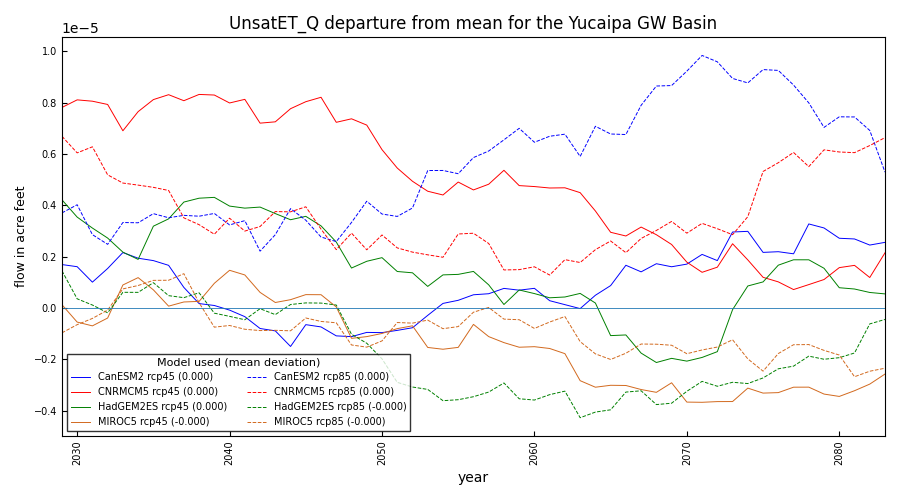 UnsatET_Q departure from mean for the Yucaipa GW Basin
1e−5
1.0
0.8
0.6
0.4
0.2
0.0
−0.2
−0.4
flow in acre feet
Model used (mean deviation)
CanESM2 rcp45 (0.000) CanESM2 rcp85 (0.000)
CNRMCM5 rcp45 (0.000) CNRMCM5 rcp85 (0.000)
HadGEM2ES rcp45 (0.000) HadGEM2ES rcp85 (-0.000)
MIROC5 rcp45 (-0.000) MIROC5 rcp85 (-0.000)
2030 2040 2050 2060 2070 2080
year